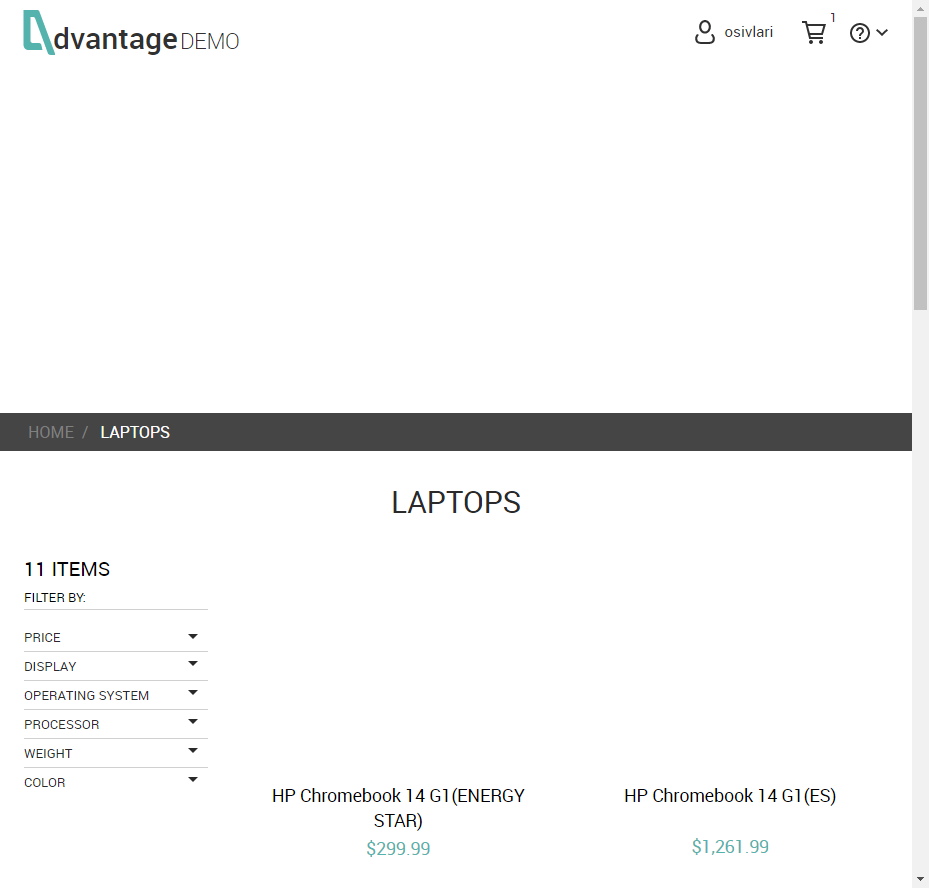 dvantage DEMO
osivlari
1
HOME / LAPTOPS
LAPTOPS
11 ITEMS
FILTER BY:
PRICE
DISPLAY
OPERATING SYSTEM
PROCESSOR
WEIGHT
COLOR
HP Chromebook 14 G1(ENERGY
STAR)
$299.99
HP Chromebook 14 G1(ES)
$1,261.99